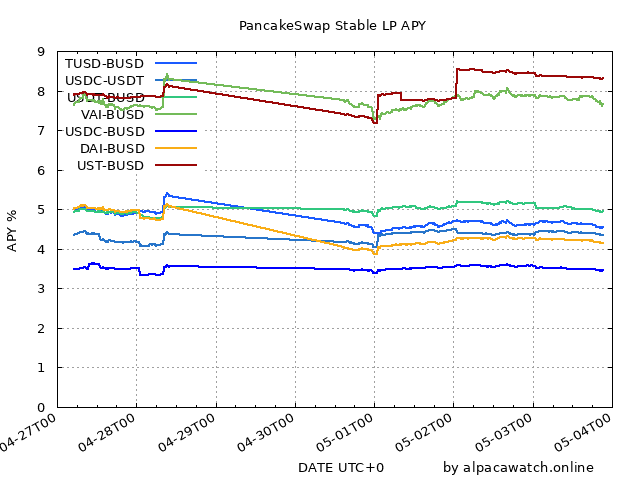 PancakeSwap Stable LP APY
9
8
7
6
5
4
3
2
1
0
APY %
TUSD-BUSD
USDC-USDT
USDT-BUSD
VAI-BUSD
USDC-BUSD
DAI-BUSD
UST-BUSD
04-27T00
04-28T00
04-29T00
04-30T00
05-01T00
05-02T00
05-03T00
05-04T00
DATE UTC+0
by alpacawatch.online